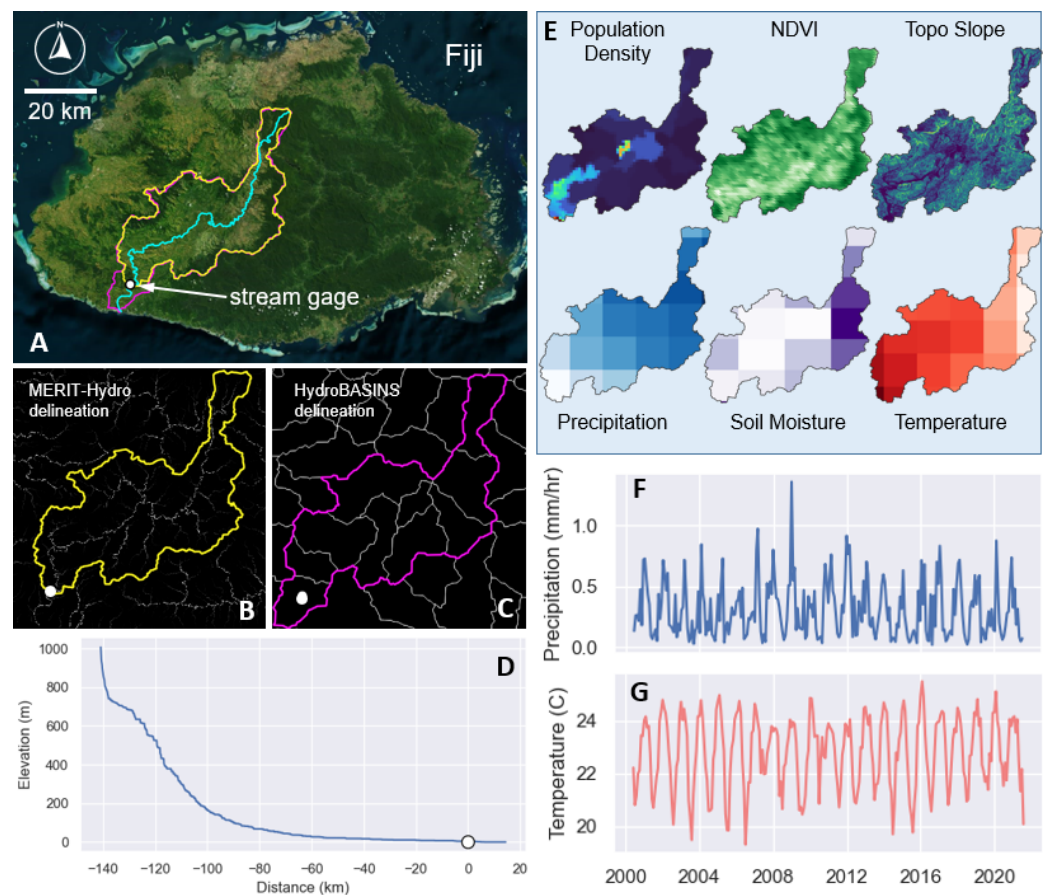 N
Fiji
20 km
stream gage
A
MERIT-Hydro
delineation
B
HydroBASINS
delineation
C
D
1000
800
600
400
200
0
Elevation (m)
−140
−120
−100
−80
−60
−40
−20
0
20
Distance (km)
E
Population
Density
NDVI
Topo Slope
Precipitation
Soil Moisture
Temperature
F
Precipitation (mm/hr)
1.0
0.5
0.0
G
Temperature (C)
24
22
20
2000
2004
2008
2012
2016
2020